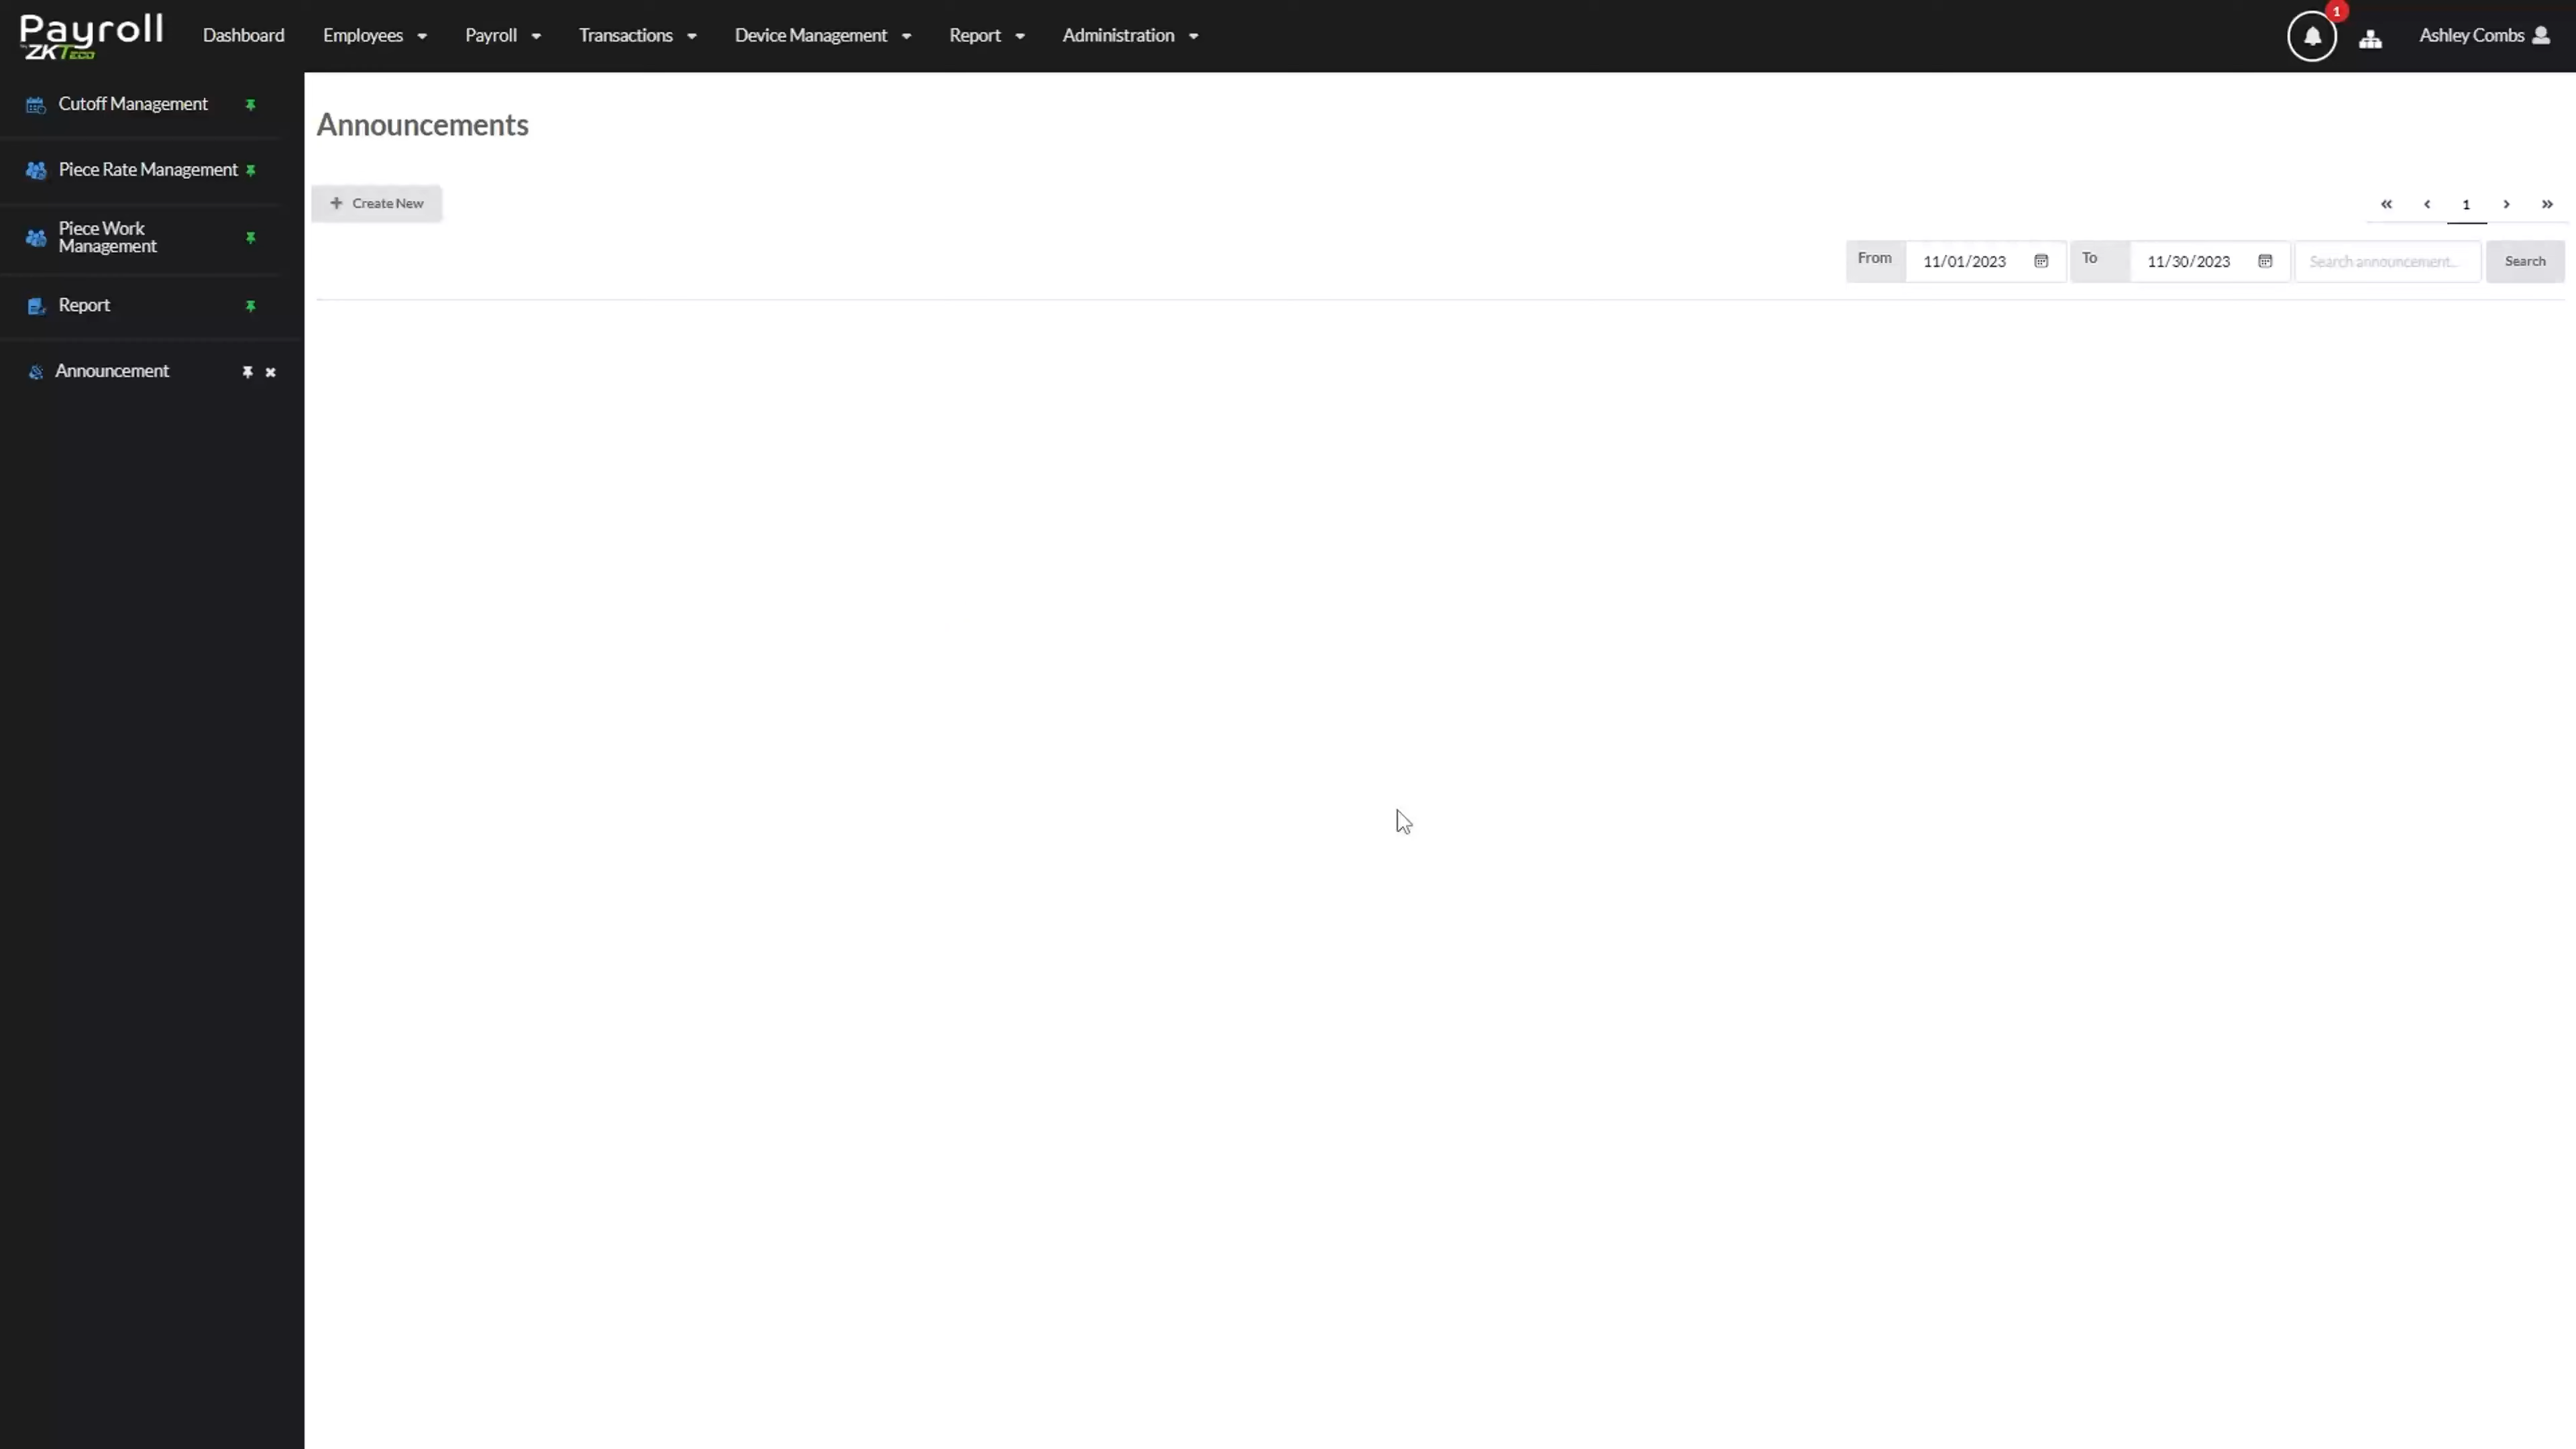 Payroll
by ZKTeco
Dashboard
Employees
Payroll
Transactions
Device Management
Report
Administration
1
Ashley Combs
Cutoff Management
Piece Rate Management
Piece Work
Management
Report
Announcement
Announcements
+ Create New
« ‹ 1 › »
From 11/01/2023 To 11/30/2023 Search announcement... Search